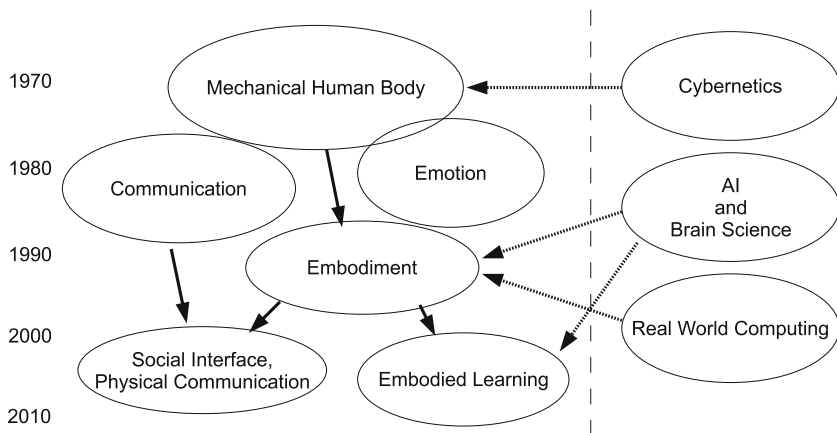 1970
Mechanical Human Body
Cybernetics
1980
Communication
Emotion
AI
and
Brain Science
1990
Embodiment
2000
Real World Computing
Social Interface,
Physical Communication
Embodied Learning
2010